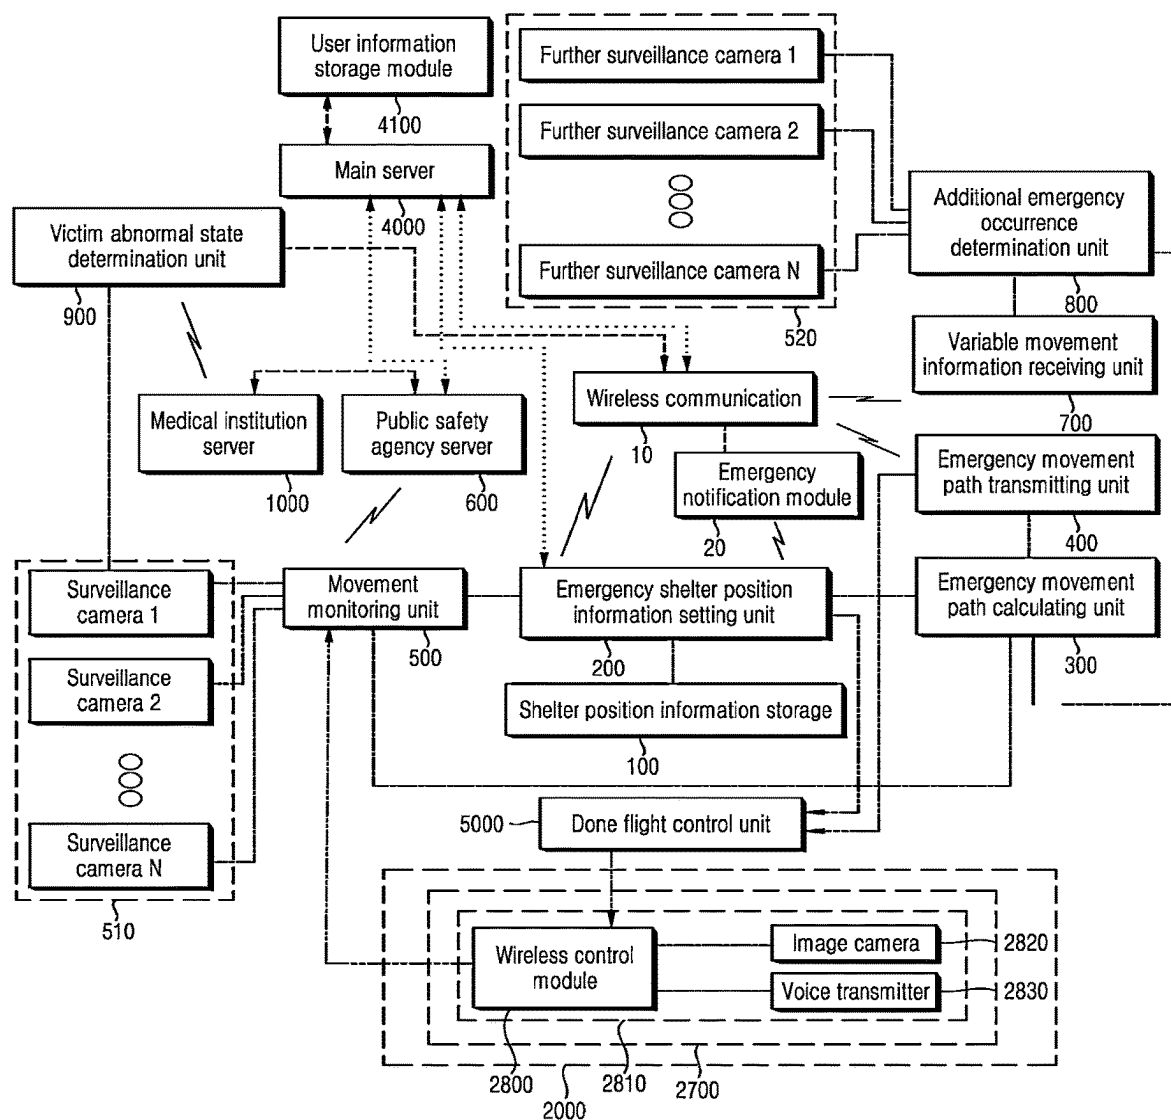 User information
storage module
4100
Main server
4000
Further surveillance camera 1
Further surveillance camera 2
Further surveillance camera N
520
Additional emergency
occurrence
determination unit
800
Victim abnormal state
determination unit
900
Variable movement
information receiving unit
700
Medical institution
server
1000
Public safety
agency server
600
Wireless communication
10
Emergency
notification module
20
Emergency movement
path transmitting unit
400
Surveillance
camera 1
Surveillance
camera 2
Surveillance
camera N
510
Movement
monitoring unit
500
Emergency shelter position
information setting unit
200
Emergency movement
path calculating unit
300
Shelter position information storage
100
5000
Done flight control unit
Wireless control
module
Image camera
2820
Voice transmitter
2830
2800
2810
2700
2000